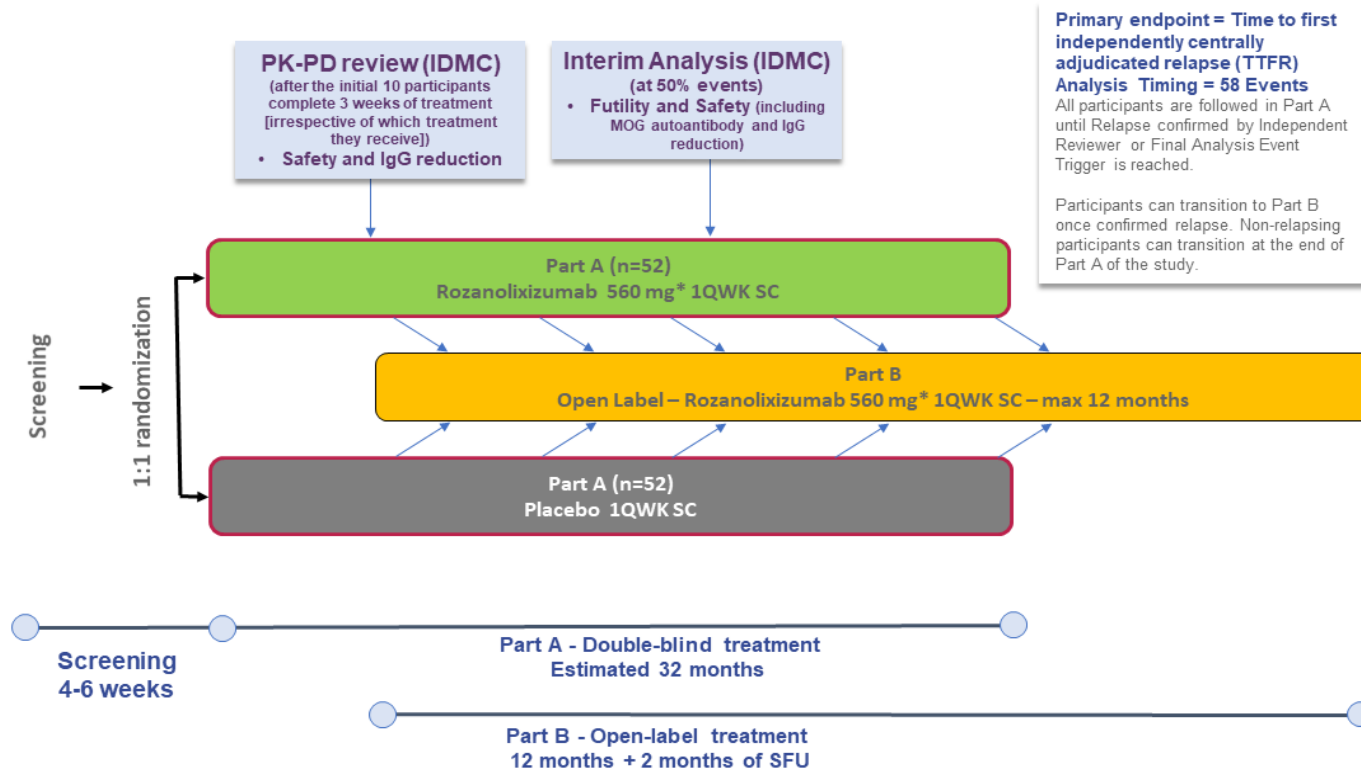 PK-PD review (IDMC)
(after the initial 10 participants
complete 3 weeks of treatment
[irrespective of which treatment
they receive])
• Safety and IgG reduction
Interim Analysis (IDMC)
(at 50% events)
• Futility and Safety (including
MOG autoantibody and IgG
reduction)
Primary endpoint = Time to first
independently centrally
adjudicated relapse (TTFR)
Analysis Timing = 58 Events
All participants are followed in Part A
until Relapse confirmed by Independent
Reviewer or Final Analysis Event
Trigger is reached.
Participants can transition to Part B
once confirmed relapse. Non-relapsing
participants can transition at the end of
Part A of the study.
Screening
1:1 randomization
Part A (n=52)
Rozanolixizumab 560 mg* 1QWK SC
Part B
Open Label – Rozanolixizumab 560 mg* 1QWK SC – max 12 months
Part A (n=52)
Placebo 1QWK SC
Screening
4-6 weeks
Part A - Double-blind treatment
Estimated 32 months
Part B - Open-label treatment
12 months + 2 months of SFU